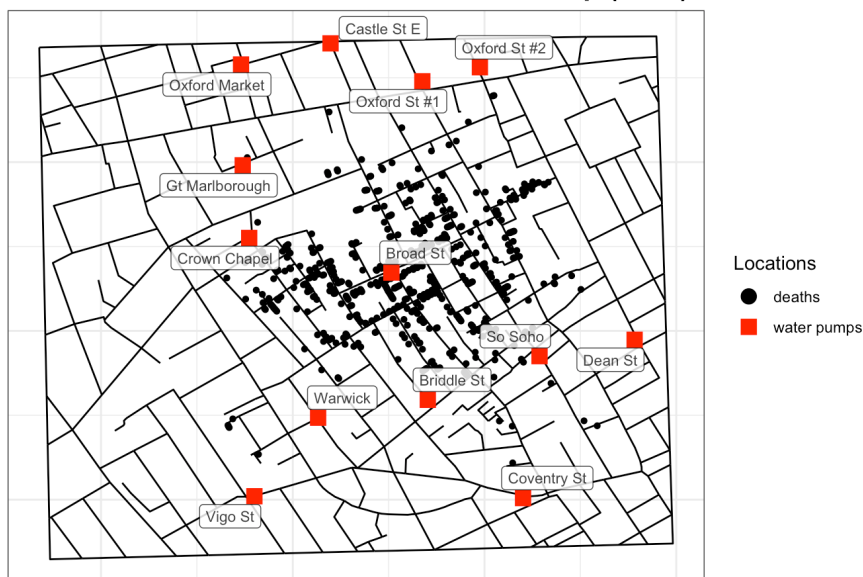 Castle St E
Oxford St #2
Oxford Market
Oxford St #1
Gt Marlborough
Crown Chapel
Broad St
So Soho
Dean St
Briddle St
Warwick
Coventry St
Vigo St
Locations
deaths
water pumps